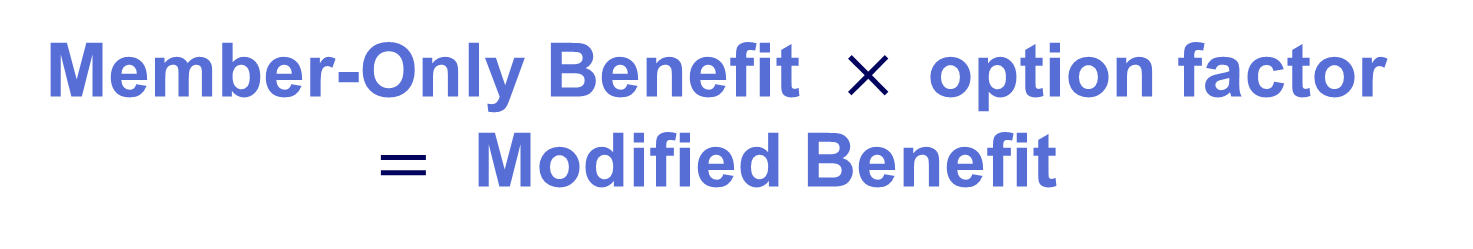 Member-Only Benefit × option factor
= Modified Benefit